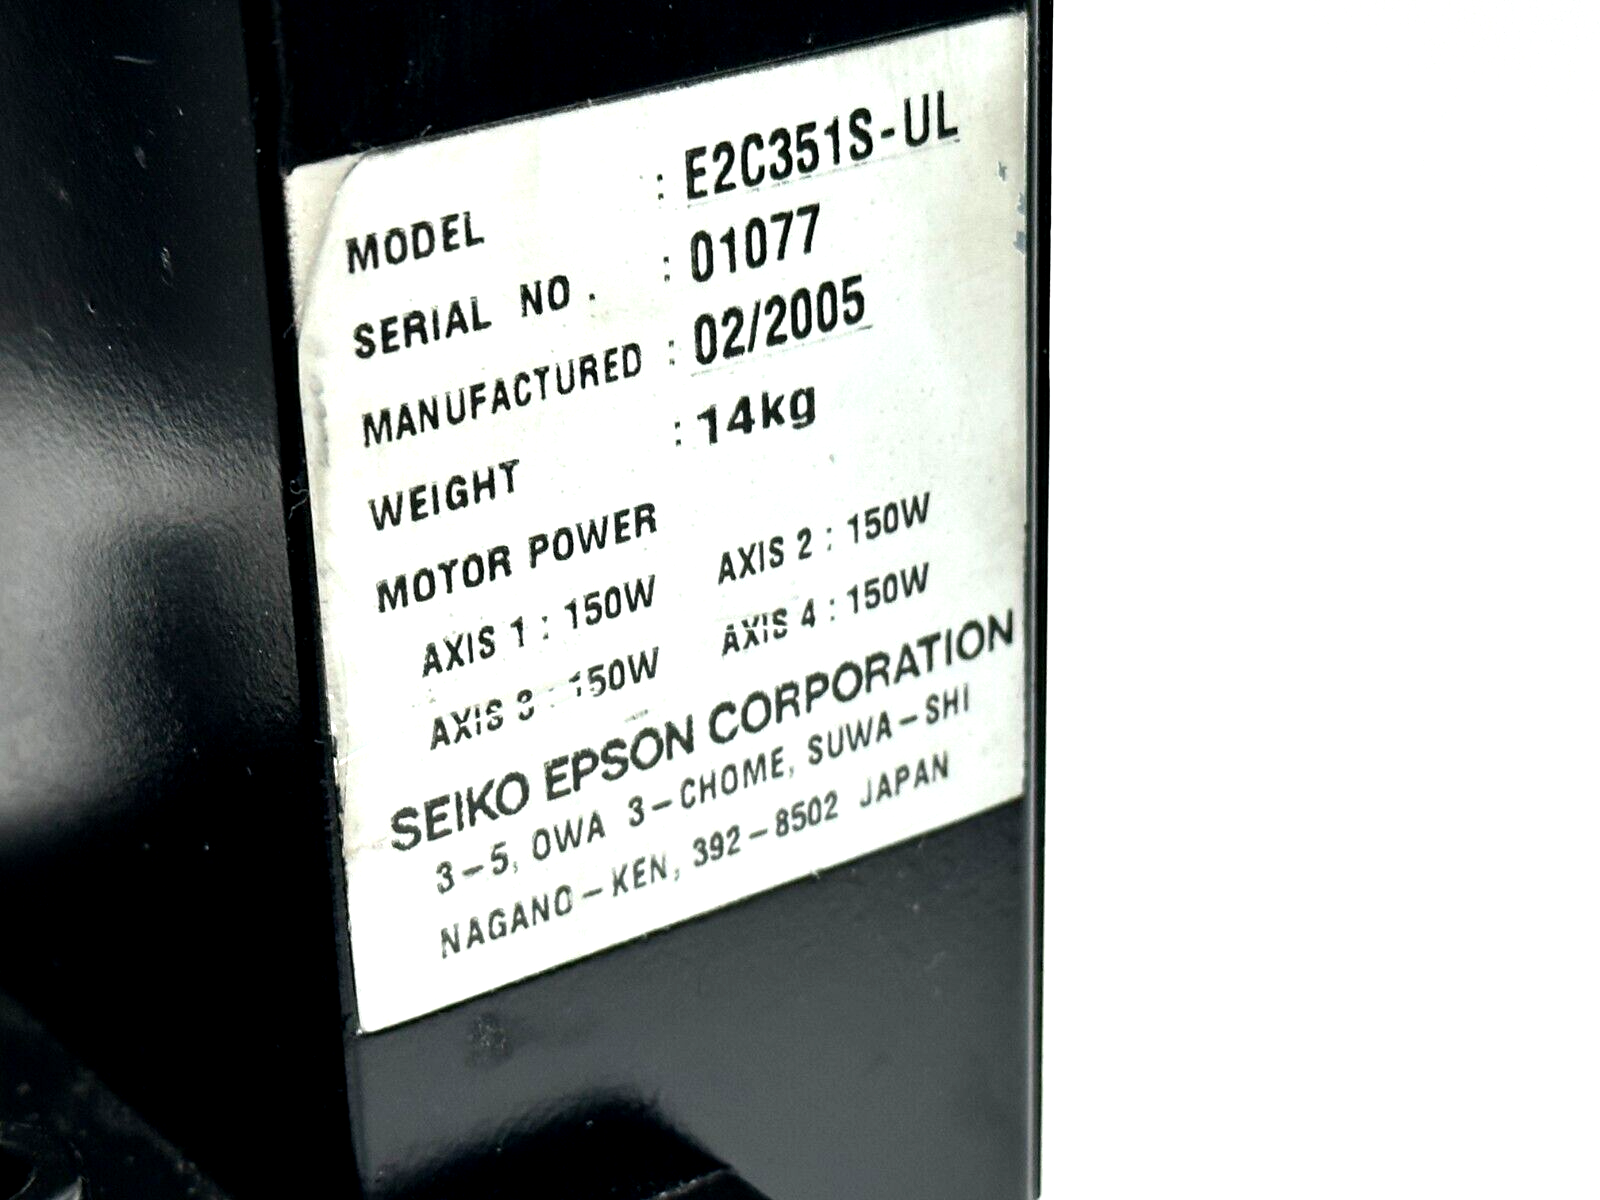 MODEL : E2C351S-UL
SERIAL NO. : 01077
MANUFACTURED : 02/2005
WEIGHT : 14kg
MOTOR POWER
AXIS 1 : 150W AXIS 2 : 150W
AXIS 3 : 150W AXIS 4 : 150W
SEIKO EPSON CORPORATION
3-5, OWA 3-CHOME, SUWA-SHI
NAGANO-KEN, 392-8502 JAPAN